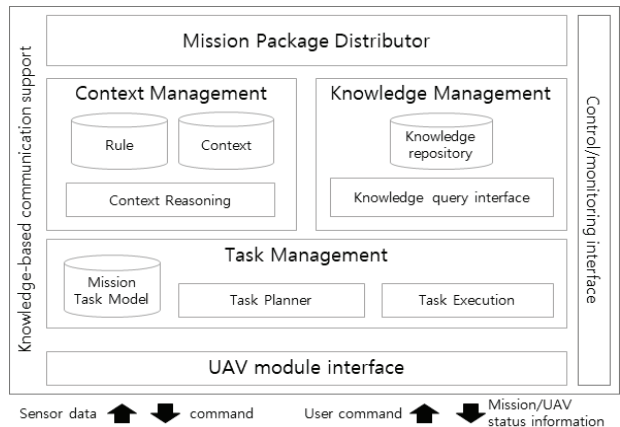 Knowledge-based communication support
Mission Package Distributor
Context Management
Rule
Context
Context Reasoning
Knowledge Management
Knowledge
repository
Knowledge query interface
Task Management
Mission
Task Model
Task Planner
Task Execution
UAV module interface
Control/monitoring interface
Sensor data
command
User command
Mission/UAV
status information